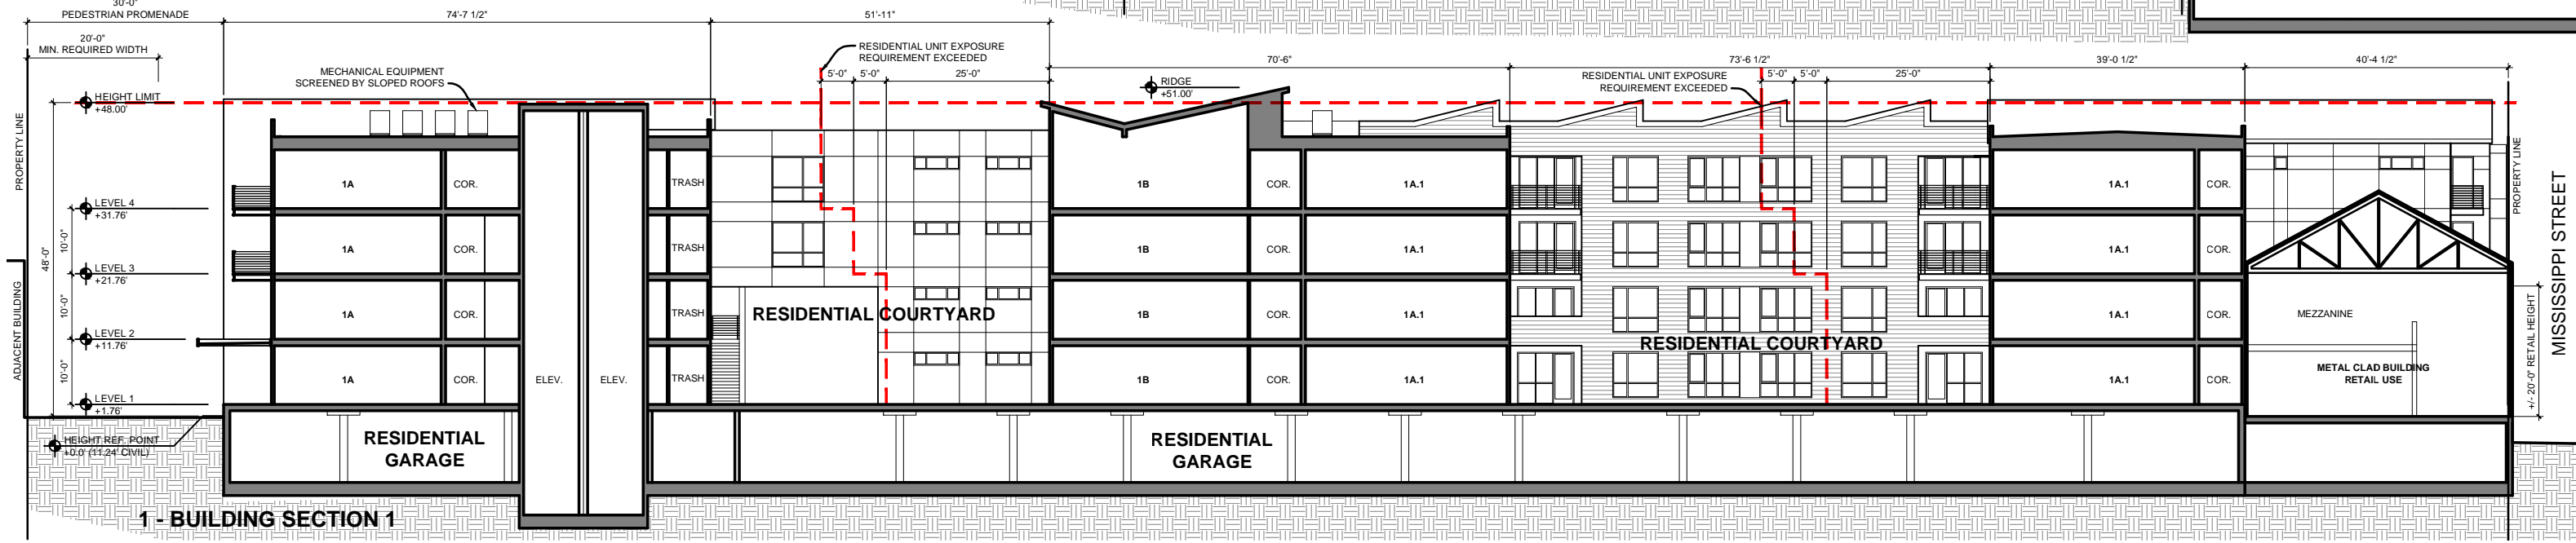 30'-0"
PEDESTRIAN PROMENADE
74'-7 1/2"
51'-11"
20'-0"
MIN. REQUIRED WIDTH
RESIDENTIAL UNIT EXPOSURE
REQUIREMENT EXCEEDED
5'-0"
5'-0"
25'-0"
70'-6"
73'-6 1/2"
39'-0 1/2"
40'-4 1/2"
MECHANICAL EQUIPMENT
SCREENED BY SLOPED ROOFS
RIDGE
+51.00'
RESIDENTIAL UNIT EXPOSURE
REQUIREMENT EXCEEDED
5'-0"
5'-0"
25'-0"
HEIGHT LIMIT
+48.00'
PROPERTY LINE
PROPERTY LINE
MISSISSIPPI STREET
48'-0"
LEVEL 4
+31.76'
1A
COR.
TRASH
1B
COR.
1A.1
1A.1
COR.
10'-0"
LEVEL 3
+21.76'
1A
COR.
TRASH
1B
COR.
1A.1
1A.1
COR.
ADJACENT BUILDING
10'-0"
LEVEL 2
+11.76'
1A
COR.
TRASH
RESIDENTIAL COURTYARD
1B
COR.
1A.1
RESIDENTIAL COURTYARD
1A.1
COR.
MEZZANINE
+/- 20'-0" RETAIL HEIGHT
10'-0"
LEVEL 1
+1.76'
1A
COR.
ELEV.
ELEV.
TRASH
1B
COR.
1A.1
1A.1
COR.
METAL CLAD BUILDING
RETAIL USE
HEIGHT REF. POINT
+0.0' (11.24' CIVIL)
RESIDENTIAL
GARAGE
RESIDENTIAL
GARAGE
1 - BUILDING SECTION 1